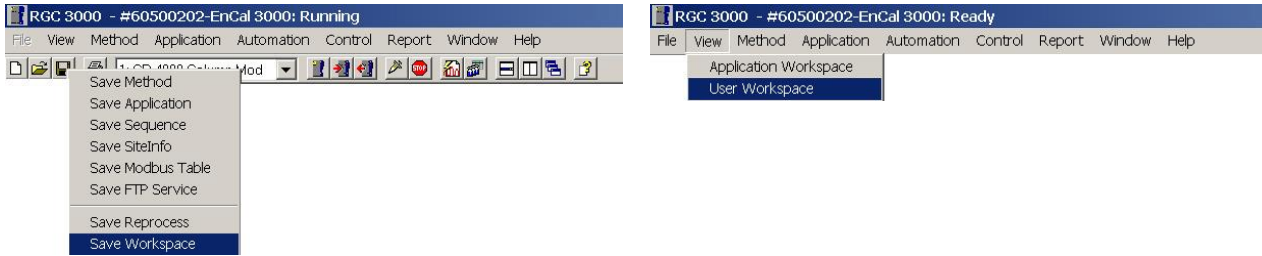 RGC 3000 - #60500202-EnCal 3000: Running
File View Method Application Automation Control Report Window Help
Mod
STOP
Save Method
Save Application
Save Sequence
Save SiteInfo
Save Modbus Table
Save FTP Service
Save Reprocess
Save Workspace
RGC 3000 - #60500202-EnCal 3000: Ready
File View Method Application Automation Control Report Window Help
Application Workspace
User Workspace